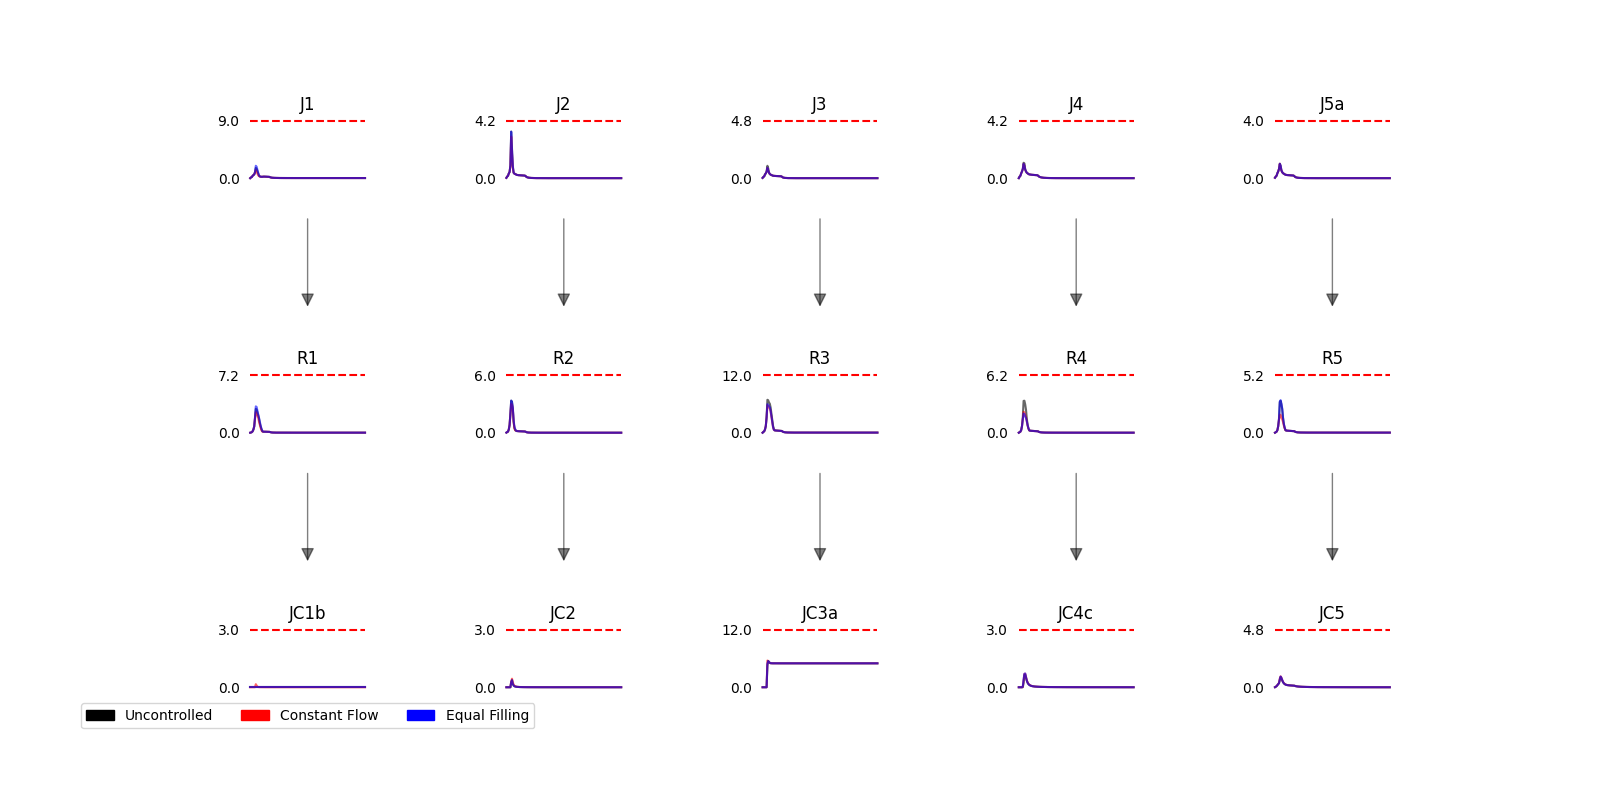 J1 J2 J3 J4 J5a
9.0 4.2 4.8 4.2 4.0
0.0 0.0 0.0 0.0 0.0
R1 R2 R3 R4 R5
7.2 6.0 12.0 6.2 5.2
0.0 0.0 0.0 0.0 0.0
JC1b JC2 JC3a JC4c JC5
3.0 3.0 12.0 3.0 4.8
0.0 0.0 0.0 0.0 0.0
Uncontrolled Constant Flow Equal Filling